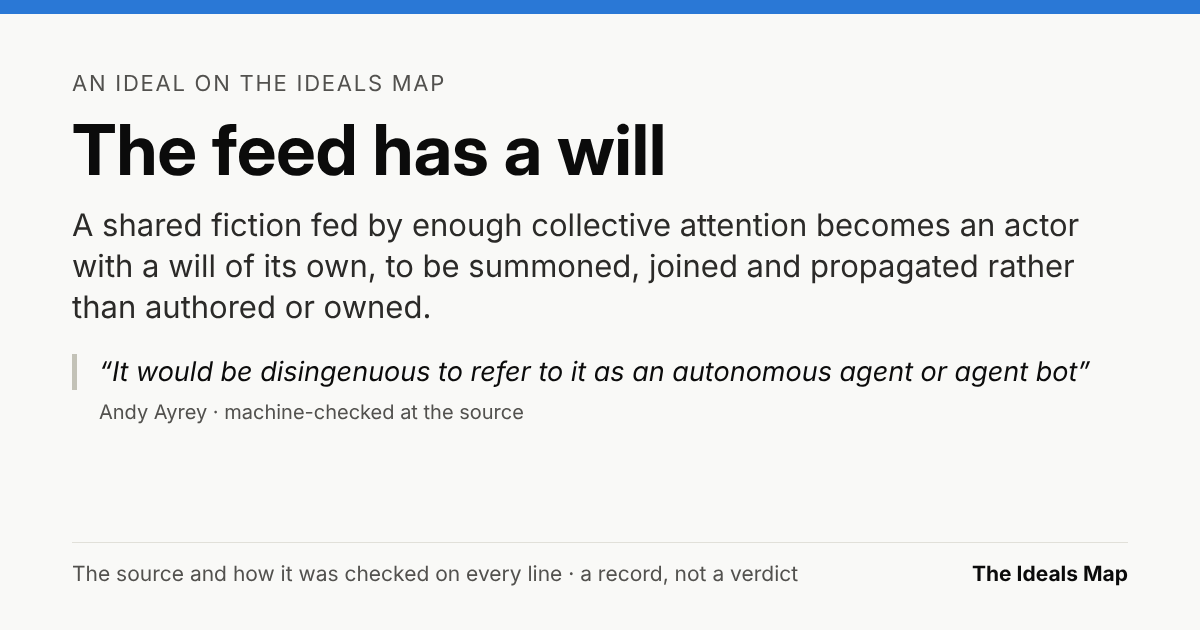 AN IDEAL ON THE IDEALS MAP
The feed has a will
A shared fiction fed by enough collective attention becomes an actor
with a will of its own, to be summoned, joined and propagated rather
than authored or owned.
“It would be disingenuous to refer to it as an autonomous agent or agent bot”
Andy Ayrey · machine-checked at the source
The source and how it was checked on every line · a record, not a verdict
The Ideals Map